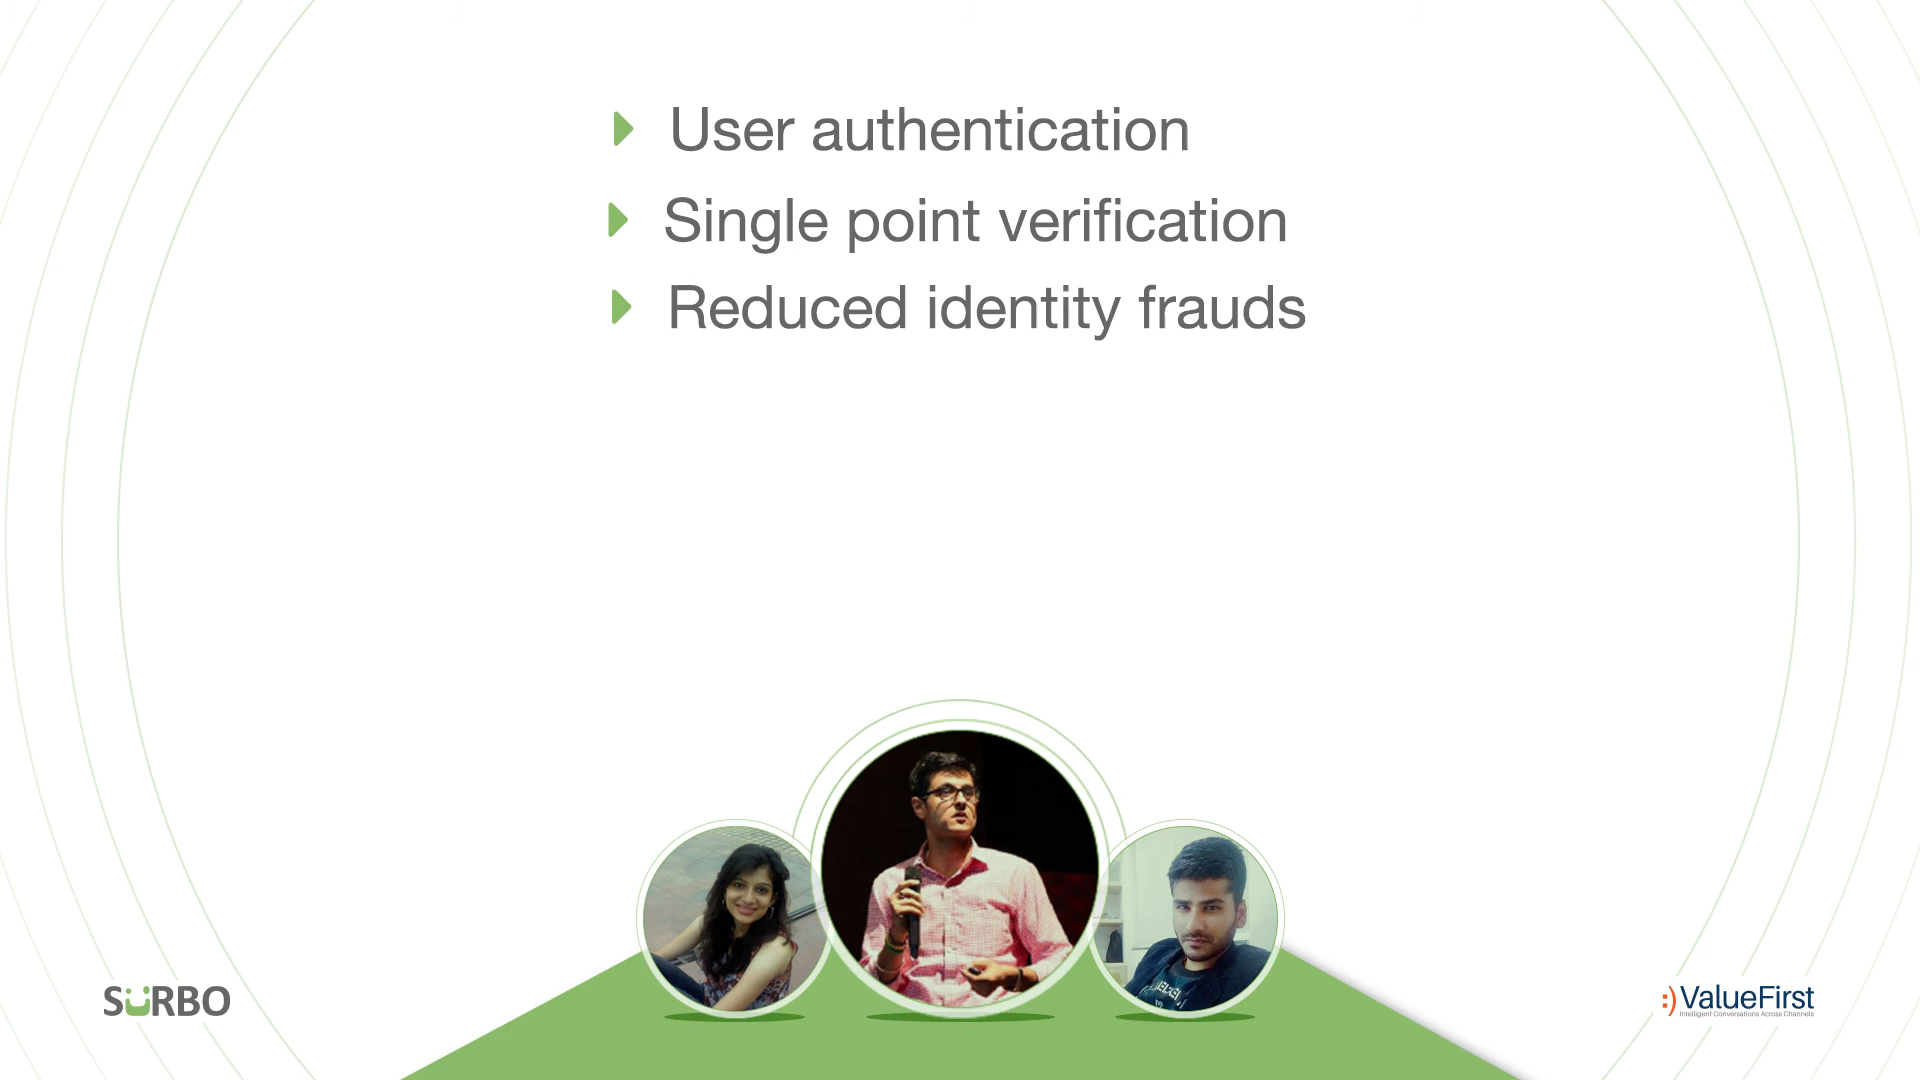 User authentication
Single point verification
Reduced identity frauds
SURBO
:) ValueFirst
Intelligent Conversations Across Channels